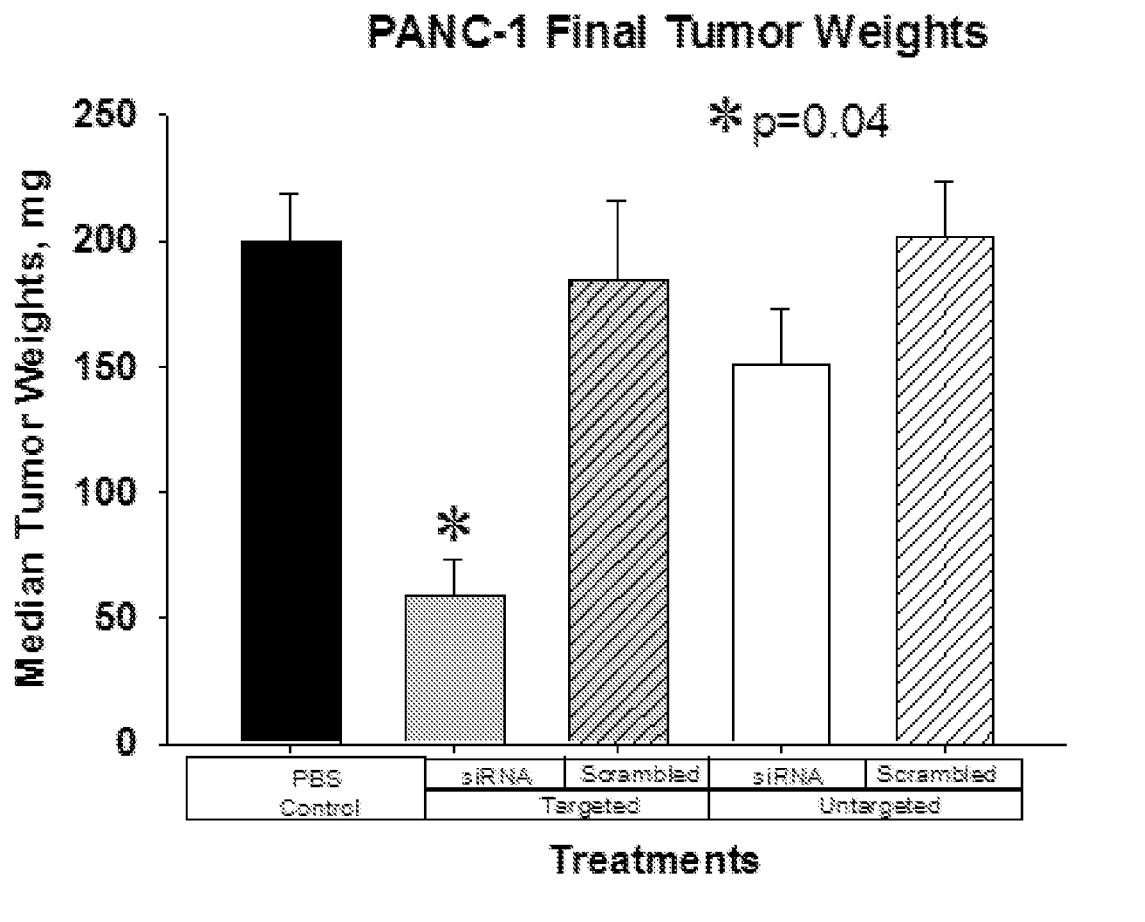 PANC-1 Final Tumor Weights
* p=0.04
250
200
150
100
50
0
Median Tumor Weights, mg
*
PBS
Control
siRNA
Scrambled
siRNA
Scrambled
Targeted
Untargeted
Treatments